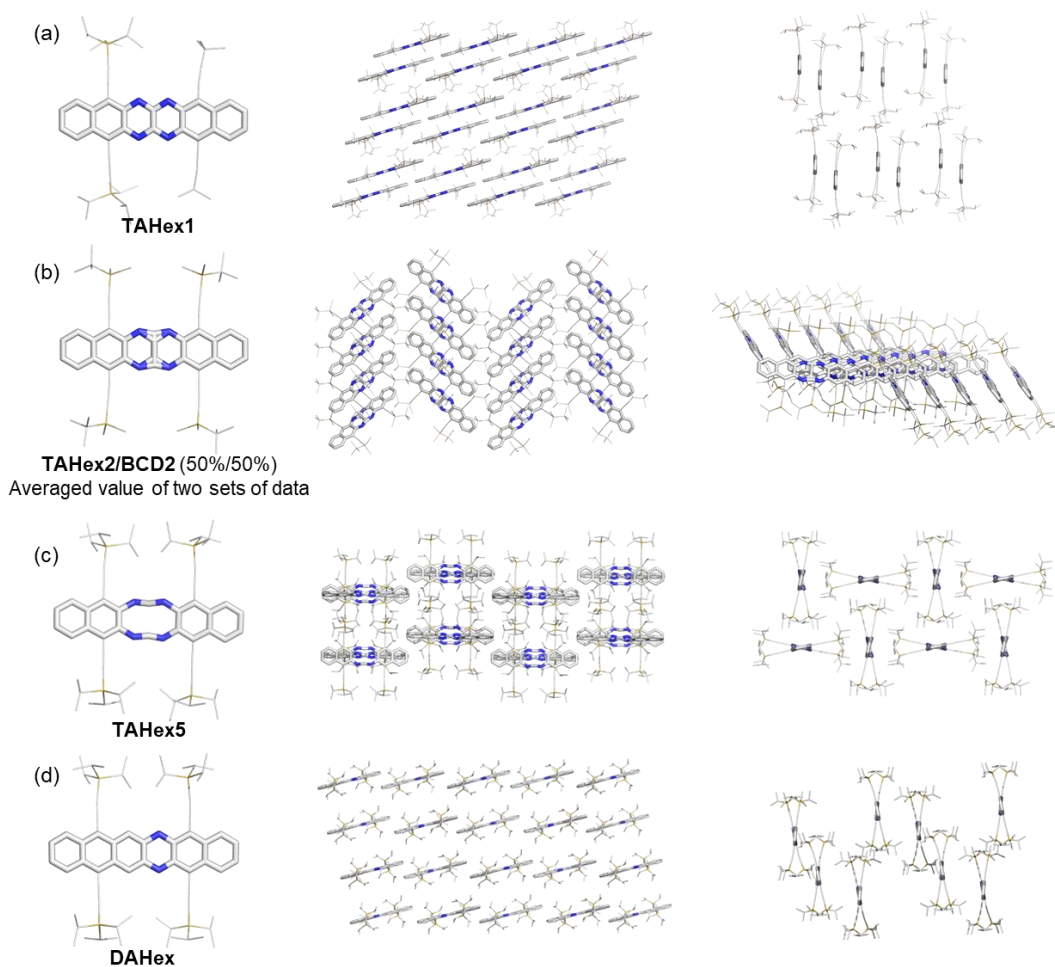 (a)
TAHex1
(b)
TAHex2/BCD2 (50%/50%)
Averaged value of two sets of data
(c)
TAHex5
(d)
DAHex